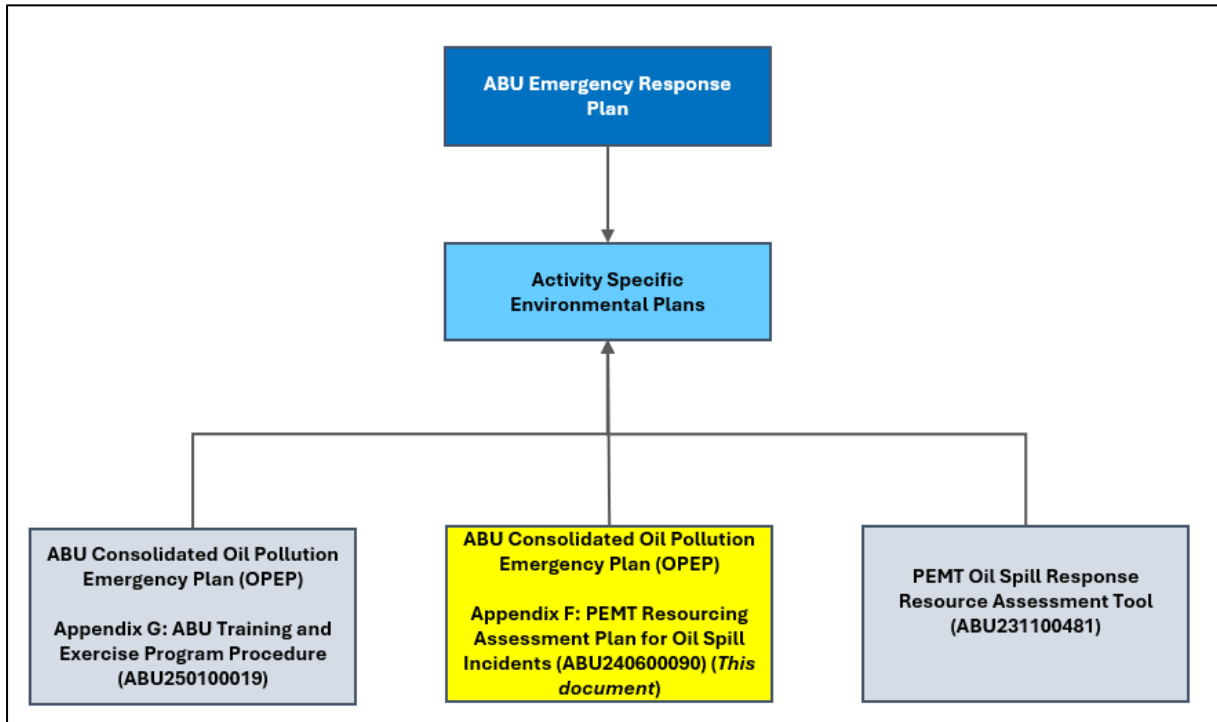 ABU Emergency Response
Plan
Activity Specific
Environmental Plans
ABU Consolidated Oil Pollution
Emergency Plan (OPEP)
Appendix G: ABU Training and
Exercise Program Procedure
(ABU250100019)
ABU Consolidated Oil Pollution
Emergency Plan (OPEP)
Appendix F: PEMT Resourcing
Assessment Plan for Oil Spill
Incidents (ABU240600090) (This
document)
PEMT Oil Spill Response
Resource Assessment Tool
(ABU231100481)